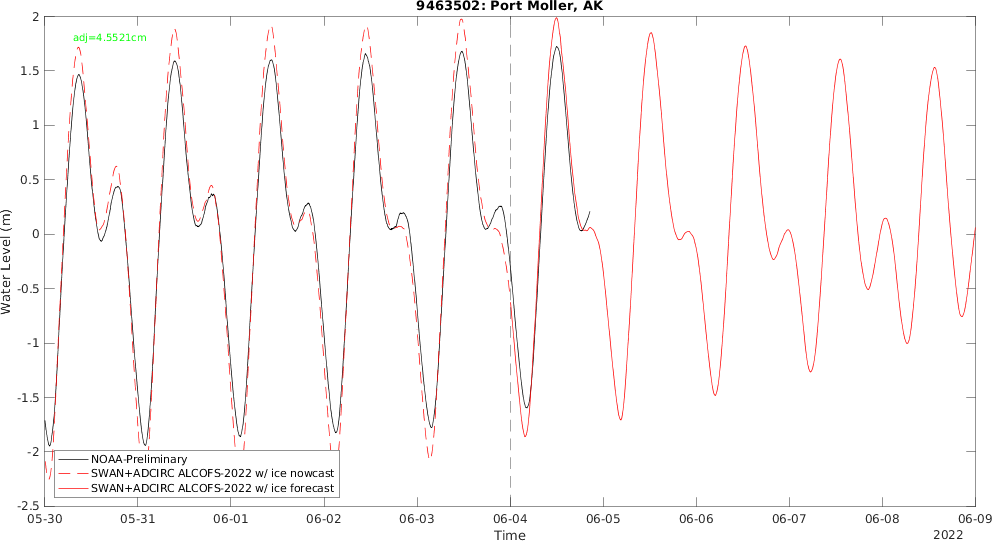 9463502: Port Moller, AK
adj=4.5521cm
Water Level (m)
2
1.5
1
0.5
0
-0.5
-1
-1.5
-2
-2.5
NOAA-Preliminary
SWAN+ADCIRC ALCOFS-2022 w/ ice nowcast
SWAN+ADCIRC ALCOFS-2022 w/ ice forecast
05-30 05-31 06-01 06-02 06-03 06-04 06-05 06-06 06-07 06-08 06-09
Time
2022